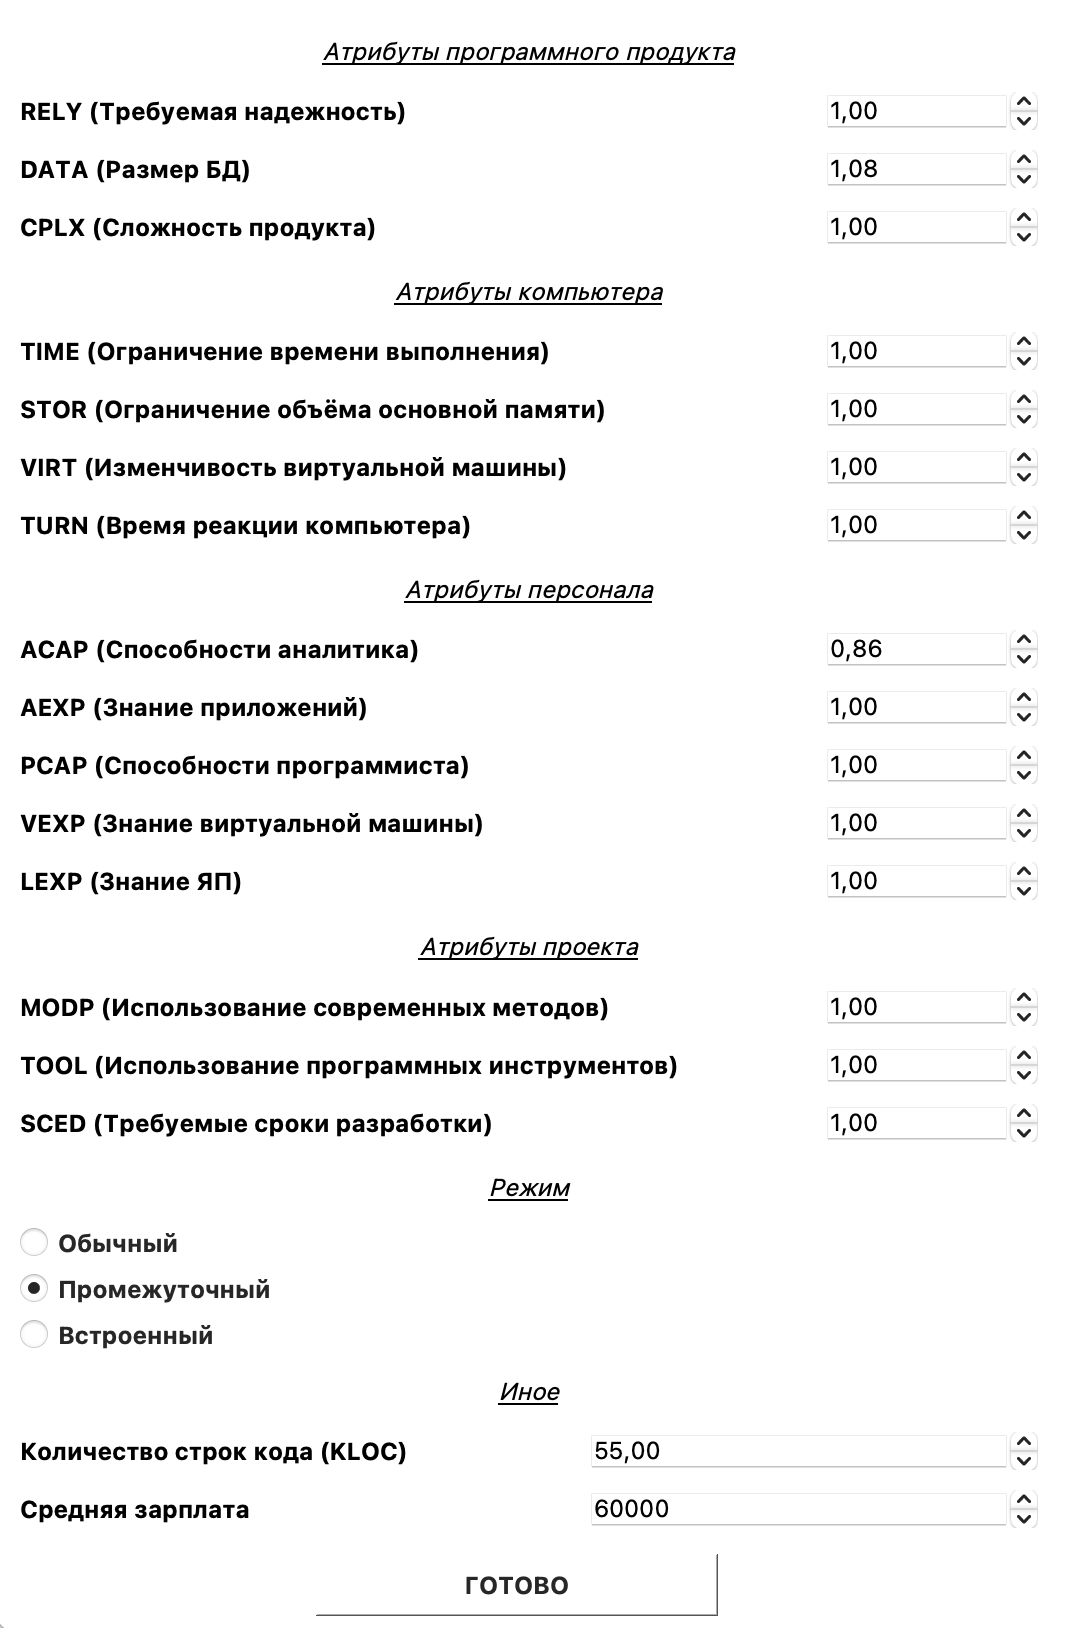 Атрибуты программного продукта
RELY (Требуемая надежность) 1,00
DATA (Размер БД) 1,08
CPLX (Сложность продукта) 1,00
Атрибуты компьютера
TIME (Ограничение времени выполнения) 1,00
STOR (Ограничение объёма основной памяти) 1,00
VIRT (Изменчивость виртуальной машины) 1,00
TURN (Время реакции компьютера) 1,00
Атрибуты персонала
ACAP (Способности аналитика) 0,86
AEXP (Знание приложений) 1,00
PCAP (Способности программиста) 1,00
VEXP (Знание виртуальной машины) 1,00
LEXP (Знание ЯП) 1,00
Атрибуты проекта
MODP (Использование современных методов) 1,00
TOOL (Использование программных инструментов) 1,00
SCED (Требуемые сроки разработки) 1,00
Режим
Обычный
Промежуточный
Встроенный
Иное
Количество строк кода (KLOC) 55,00
Средняя зарплата 60000
ГОТОВО